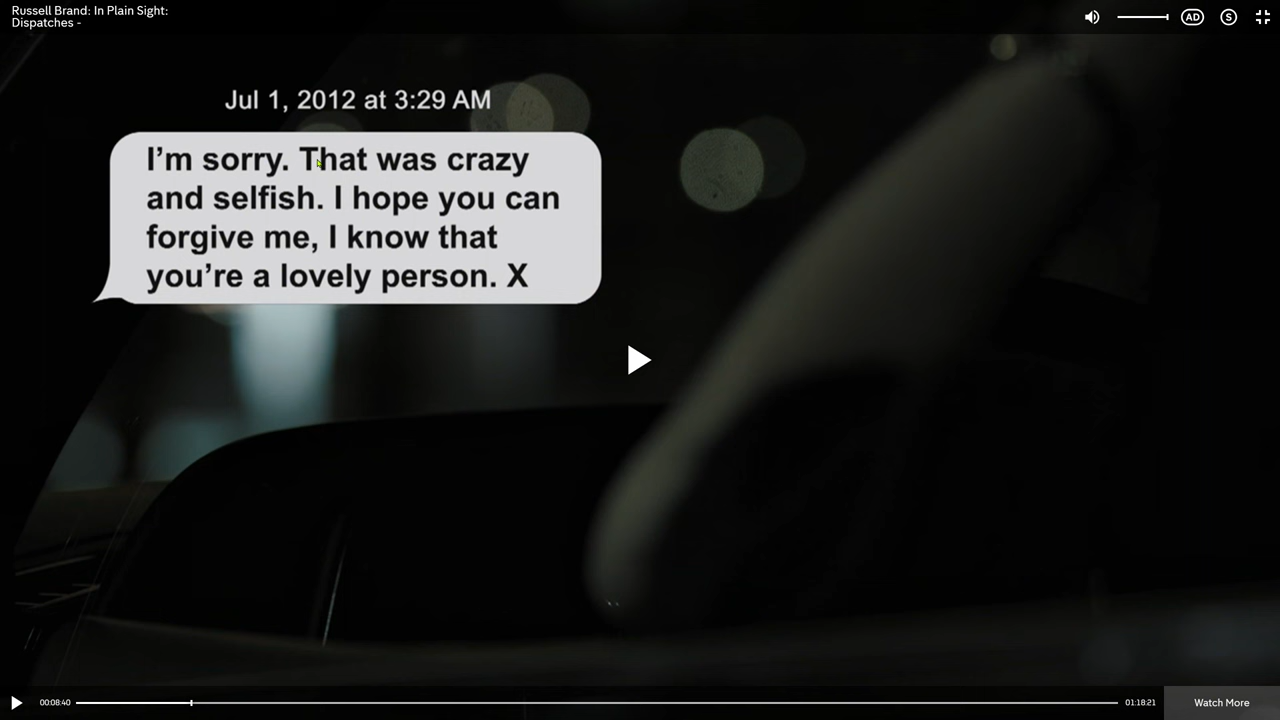 Russell Brand: In Plain Sight:
Dispatches -
AD
S
Jul 1, 2012 at 3:29 AM
I’m sorry. That was crazy
and selfish. I hope you can
forgive me, I know that
you’re a lovely person. X
00:08:40
01:18:21
Watch More